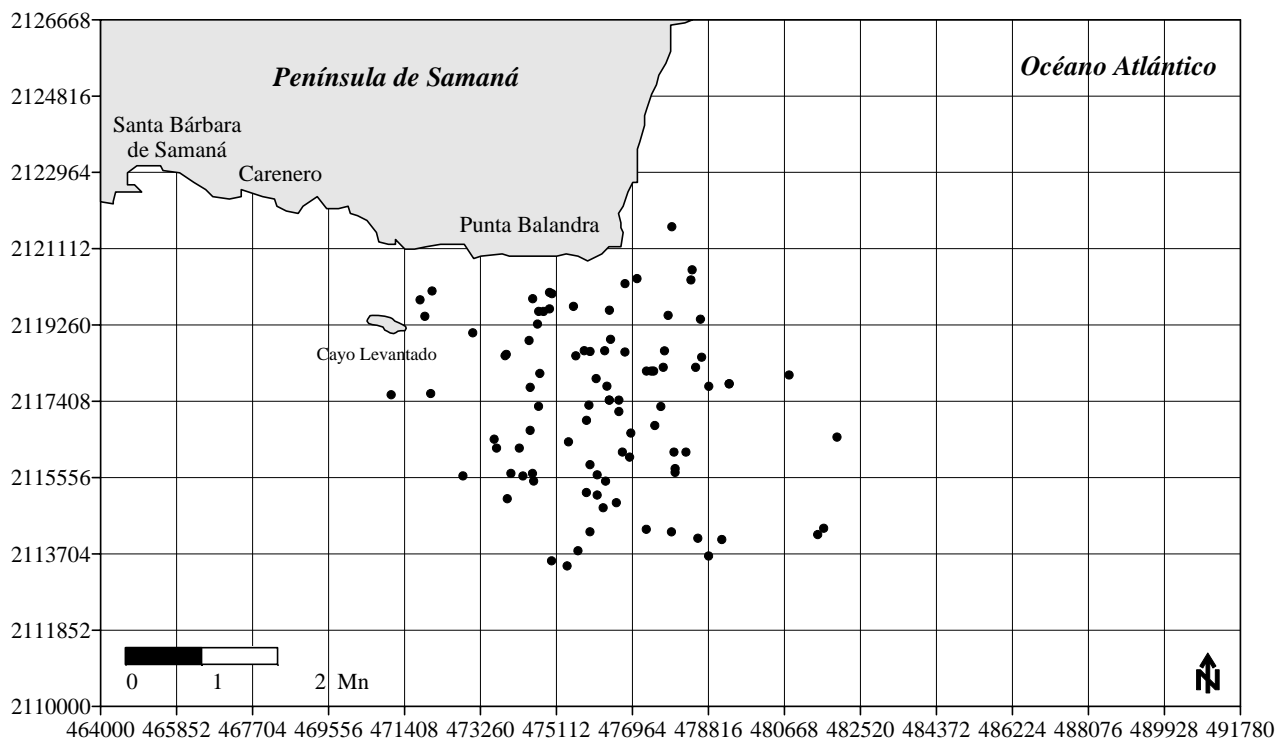 2126668
Península de Samaná
Océano Atlántico
2124816
Santa Bárbara
de Samaná
2122964
Carenero
Punta Balandra
2121112
2119260
Cayo Levantado
2117408
2115556
2113704
2111852
0 1 2 Mn
N
2110000
464000 465852 467704 469556 471408 473260 475112 476964 478816 480668 482520 484372 486224 488076 489928 491780